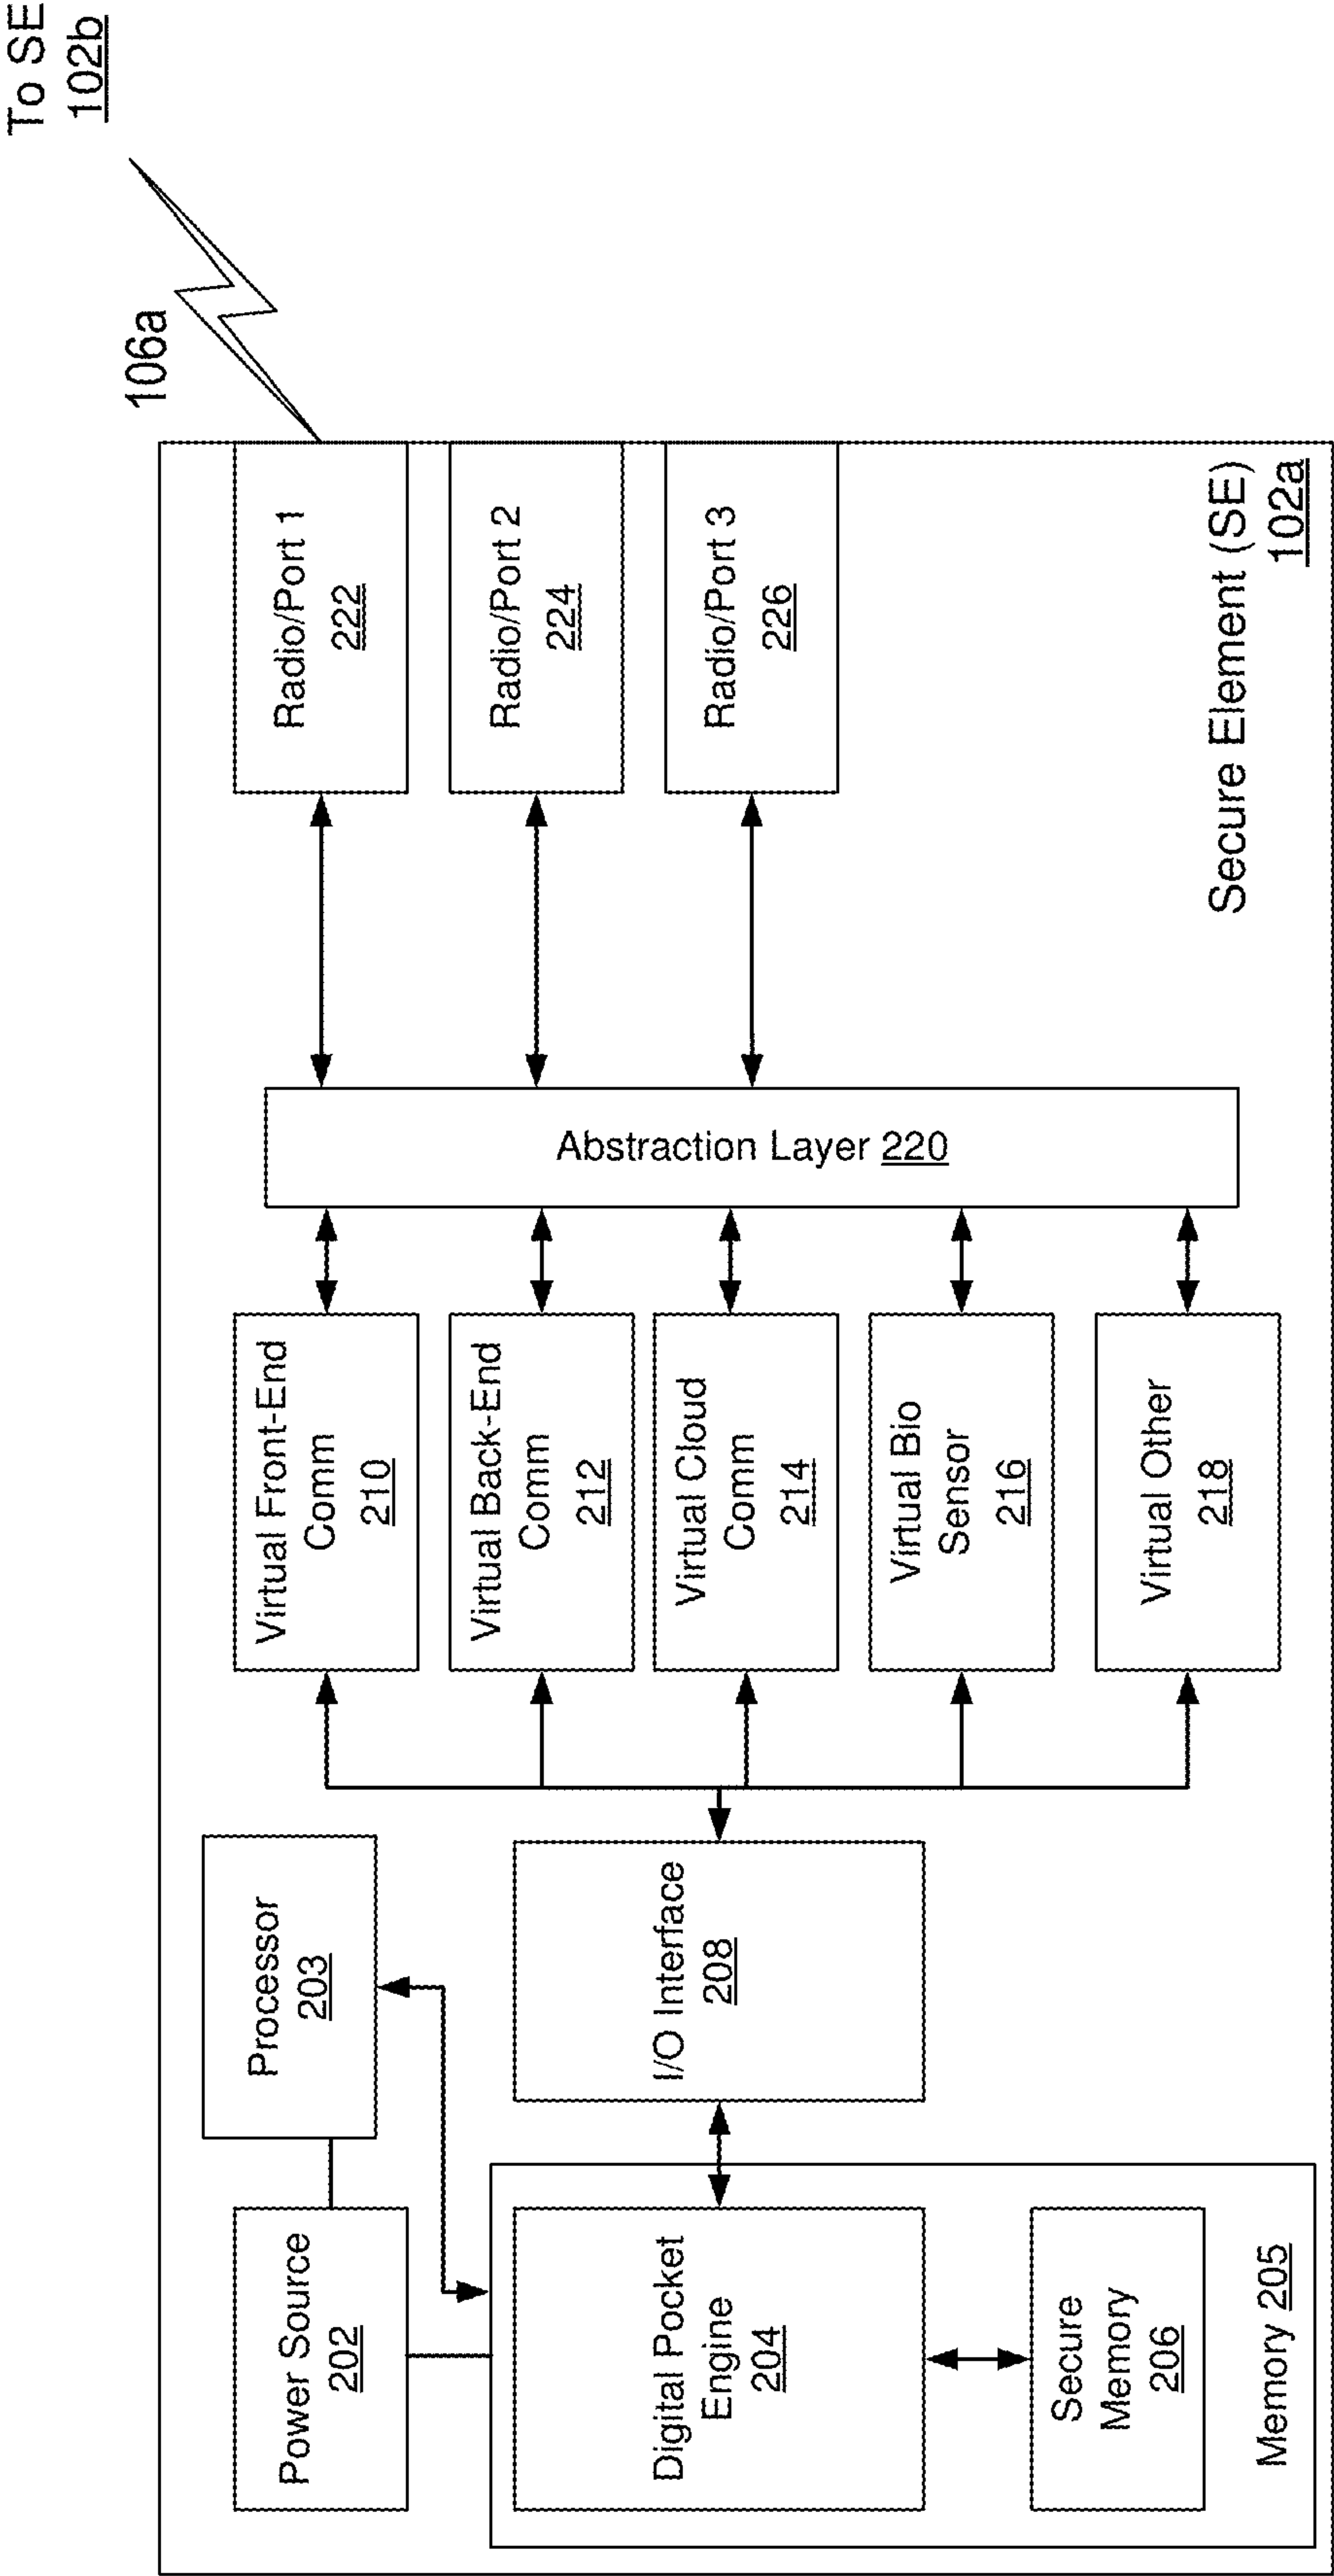 To SE
102b
106a
Power Source
202
Processor
203
Digital Pocket
Engine
204
Secure
Memory
206
Memory 205
I/O Interface
208
Virtual Front-End
Comm
210
Virtual Back-End
Comm
212
Virtual Cloud
Comm
214
Virtual Bio
Sensor
216
Virtual Other
218
Abstraction Layer 220
Radio/Port 1
222
Radio/Port 2
224
Radio/Port 3
226
Secure Element (SE)
102a